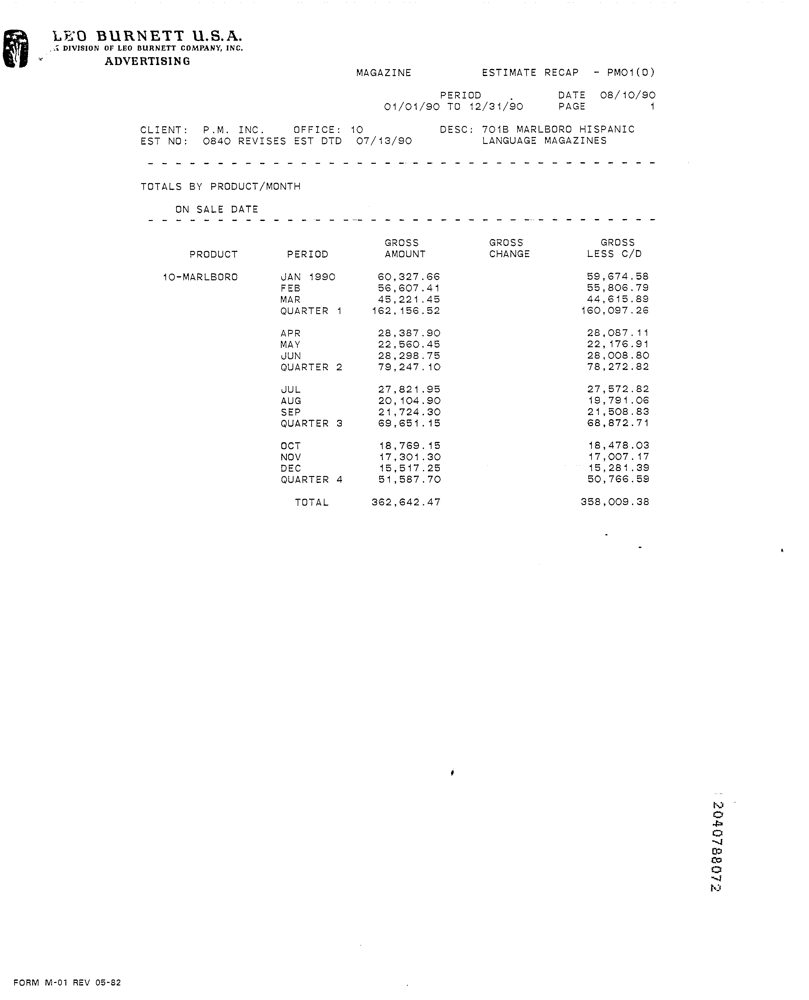 LEO BURNETT U.S.A.
A DIVISION OF LEO BURNETT COMPANY, INC.
ADVERTISING
MAGAZINE ESTIMATE RECAP - PM01(0)
PERIOD DATE 08/10/90
01/01/90 TO 12/31/90 PAGE 1
CLIENT: P.M. INC. OFFICE: 10 DESC: 701B MARLBORO HISPANIC
EST NO: 0840 REVISES EST DTD 07/13/90 LANGUAGE MAGAZINES
TOTALS BY PRODUCT/MONTH
ON SALE DATE
GROSS GROSS GROSS
PRODUCT PERIOD AMOUNT CHANGE LESS C/D
10-MARLBORO JAN 1990 60,327.66 59,674.58
FEB 56,607.41 55,806.79
MAR 45,221.45 44,615.89
QUARTER 1 162,156.52 160,097.26
APR 28,387.90 28,087.11
MAY 22,560.45 22,176.91
JUN 28,298.75 28,008.80
QUARTER 2 79,247.10 78,272.82
JUL 27,821.95 27,572.82
AUG 20,104.90 19,791.06
SEP 21,724.30 21,508.83
QUARTER 3 69,651.15 68,872.71
OCT 18,769.15 18,478.03
NOV 17,301.30 17,007.17
DEC 15,517.25 15,281.39
QUARTER 4 51,587.70 50,766.59
TOTAL 362,642.47 358,009.38
2040788072
FORM M-01 REV 05-82